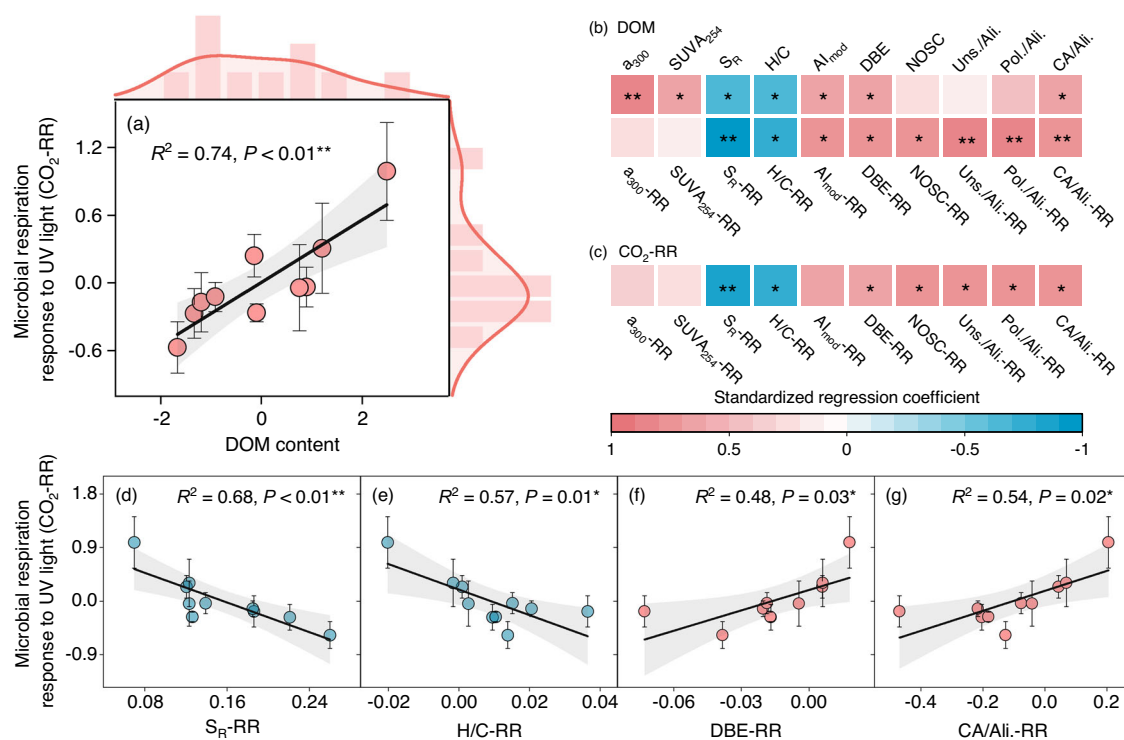 (a)
R² = 0.74, P < 0.01**
Microbial respiration
response to UV light (CO₂-RR)
1.2
0.6
0.0
-0.6
-2
0
2
DOM content
(b) DOM
a₃₀₀
SUVA₂₅₄
S_R
H/C
AI_mod
DBE
NOSC
Uns./Ali.
Pol./Ali.
CA/Ali.
** * * * * * *
** * * * * ** ** **
a₃₀₀-RR
SUVA₂₅₄-RR
S_R-RR
H/C-RR
AI_mod-RR
DBE-RR
NOSC-RR
Uns./Ali.-RR
Pol./Ali.-RR
CA/Ali.-RR
(c) CO₂-RR
** * * * * * *
a₃₀₀-RR
SUVA₂₅₄-RR
S_R-RR
H/C-RR
AI_mod-RR
DBE-RR
NOSC-RR
Uns./Ali.-RR
Pol./Ali.-RR
CA/Ali.-RR
Standardized regression coefficient
1
0.5
0
-0.5
-1
Microbial respiration
response to UV light (CO₂-RR)
1.8
0.9
0.0
-0.9
(d)
R² = 0.68, P < 0.01**
0.08
0.16
0.24
S_R-RR
(e)
R² = 0.57, P = 0.01*
-0.02
0.00
0.02
0.04
H/C-RR
(f)
R² = 0.48, P = 0.03*
-0.06
-0.03
0.00
DBE-RR
(g)
R² = 0.54, P = 0.02*
-0.4
-0.2
0.0
0.2
CA/Ali.-RR